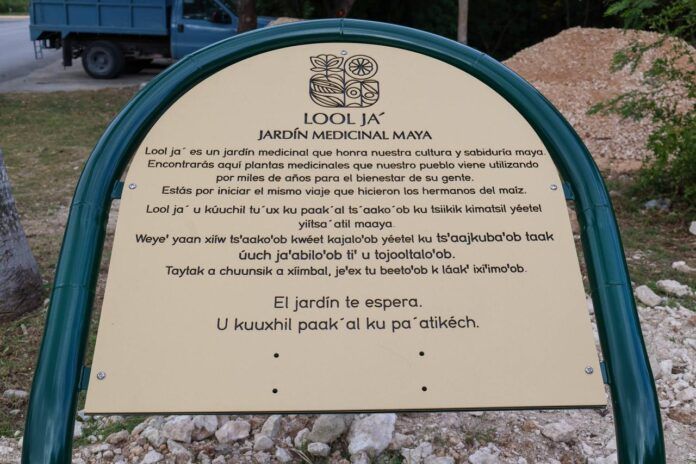 LOOL JA´
JARDÍN MEDICINAL MAYA
Lool ja´ es un jardín medicinal que honra nuestra cultura y sabiduría maya.
Encontrarás aquí plantas medicinales que nuestro pueblo viene utilizando
por miles de años para el bienestar de su gente.
Estás por iniciar el mismo viaje que hicieron los hermanos del maíz.
Lool ja´ u kúuchil tu´ux ku paak´al ts´aako´ob ku tsiikik kimatsil yéetel
yiitsa´atil maaya.
Weye' yaan xíiw ts'aako'ob kwéet kajalo'ob yéetel ku ts'aajkuba'ob taak
úuch ja'abilo'ob ti' u tojooltalo'ob.
Taytak a chuunsik a xíimbal, je'ex tu beeto'ob k láak' ixi'imo'ob.
El jardín te espera.
U kuuxhil paak´al ku pa´atikéch.